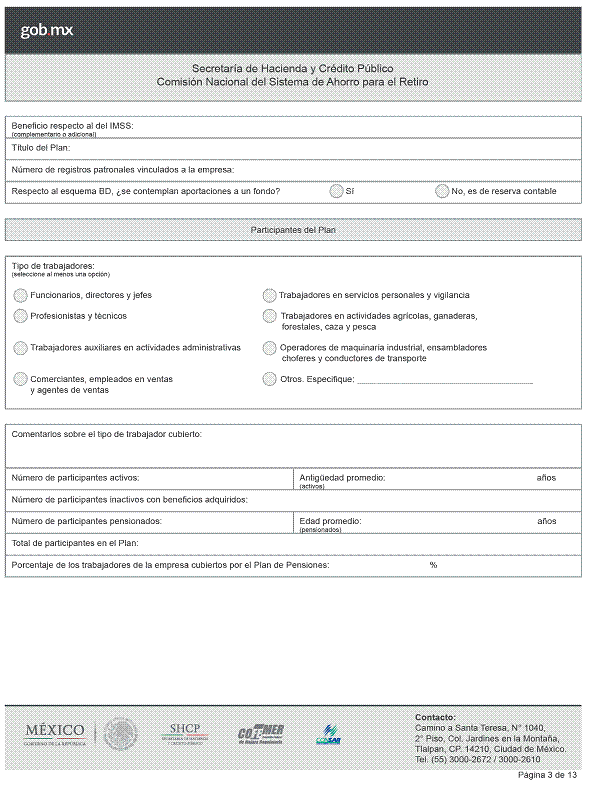 gob.mx
Secretaría de Hacienda y Crédito Público
Comisión Nacional del Sistema de Ahorro para el Retiro
Beneficio respecto al del IMSS:
(complementario o adicional)
Título del Plan:
Número de registros patronales vinculados a la empresa:
Respecto al esquema BD, ¿se contemplan aportaciones a un fondo? Sí No, es de reserva contable
Participantes del Plan
Tipo de trabajadores:
(seleccione al menos una opción)
Funcionarios, directores y jefes
Trabajadores en servicios personales y vigilancia
Profesionistas y técnicos
Trabajadores en actividades agrícolas, ganaderas,
forestales, caza y pesca
Trabajadores auxiliares en actividades administrativas
Operadores de maquinaria industrial, ensambladores
choferes y conductores de transporte
Comerciantes, empleados en ventas
y agentes de ventas
Otros. Especifique:
Comentarios sobre el tipo de trabajador cubierto:
Número de participantes activos: Antigüedad promedio: años
(activos)
Número de participantes inactivos con beneficios adquiridos:
Número de participantes pensionados: Edad promedio: años
(pensionados)
Total de participantes en el Plan:
Porcentaje de los trabajadores de la empresa cubiertos por el Plan de Pensiones: %
MÉXICO
GOBIERNO DE LA REPÚBLICA
SHCP
SECRETARÍA DE HACIENDA
Y CRÉDITO PÚBLICO
COFEMER
CONSAR
Contacto:
Camino a Santa Teresa, N° 1040,
2° Piso, Col. Jardines en la Montaña,
Tlalpan, CP. 14210, Ciudad de México.
Tel. (55) 3000-2672 / 3000-2610
Página 3 de 13